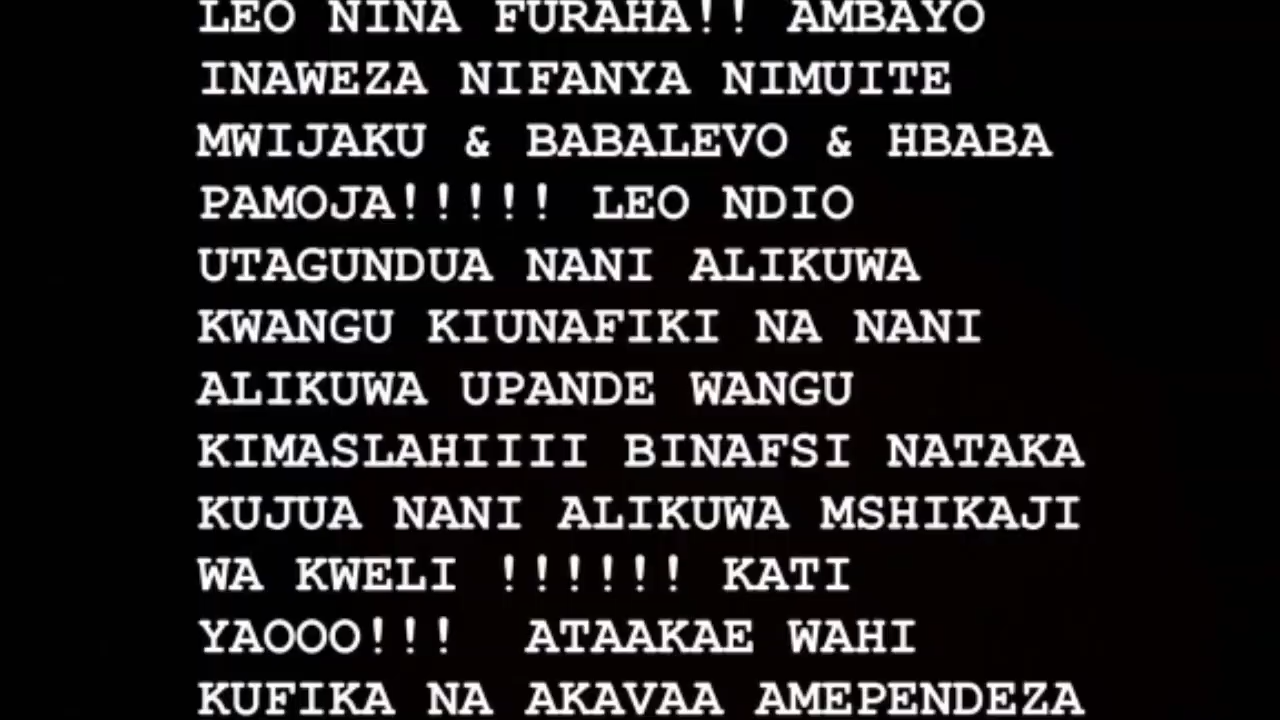 LEO NINA FURAHA!! AMBAYO
INAWEZA NIFANYA NIMUITE
MWIJAKU & BABALEVO & HBABA
PAMOJA!!!!! LEO NDIO
UTAGUNDUA NANI ALIKUWA
KWANGU KIUNAFIKI NA NANI
ALIKUWA UPANDE WANGU
KIMASLAHIIII BINAFSI NATAKA
KUJUA NANI ALIKUWA MSHIKAJI
WA KWELI !!!!!! KATI
YAOOO!!! ATAAKAE WAHI
KUFIKA NA AKAVAA AMEPENDEZA